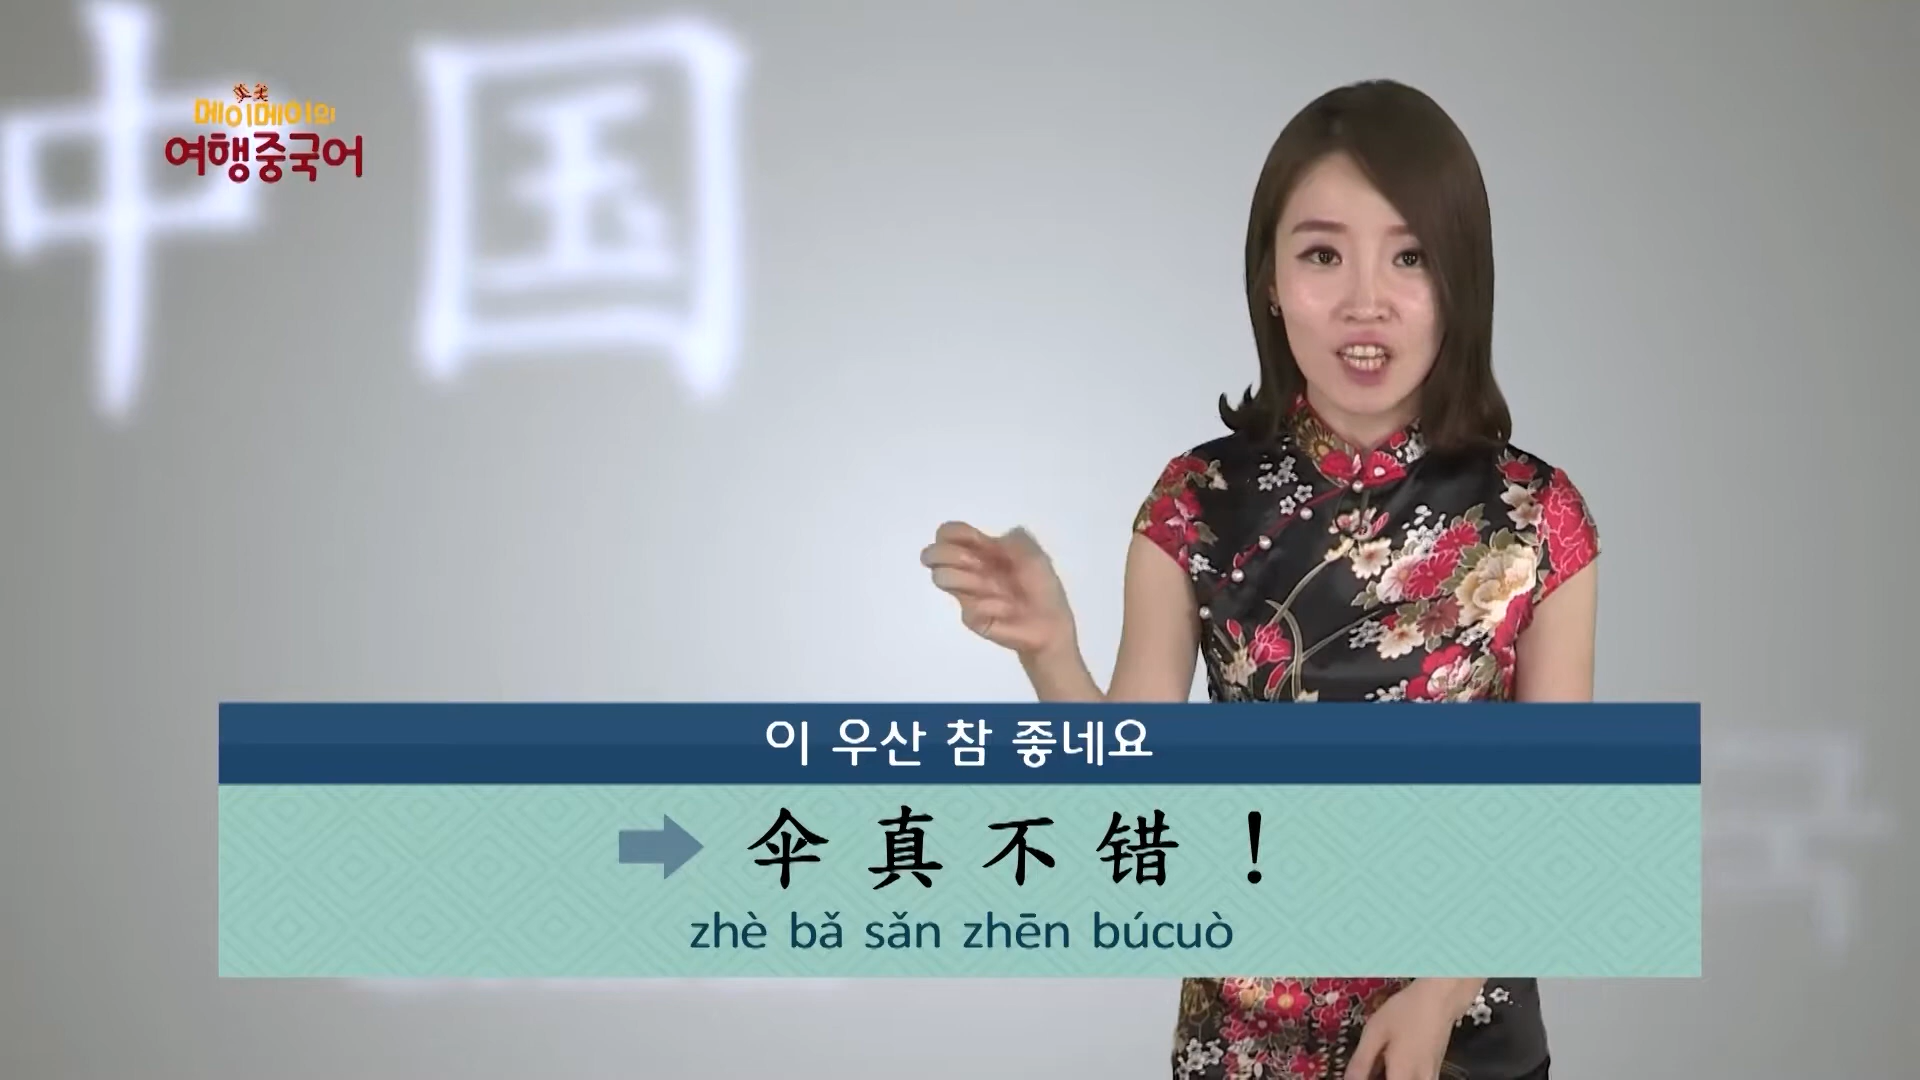 中国
메이메이의
여행중국어
이 우산 참 좋네요
伞真不错！
zhè bǎ sǎn zhēn búcuò